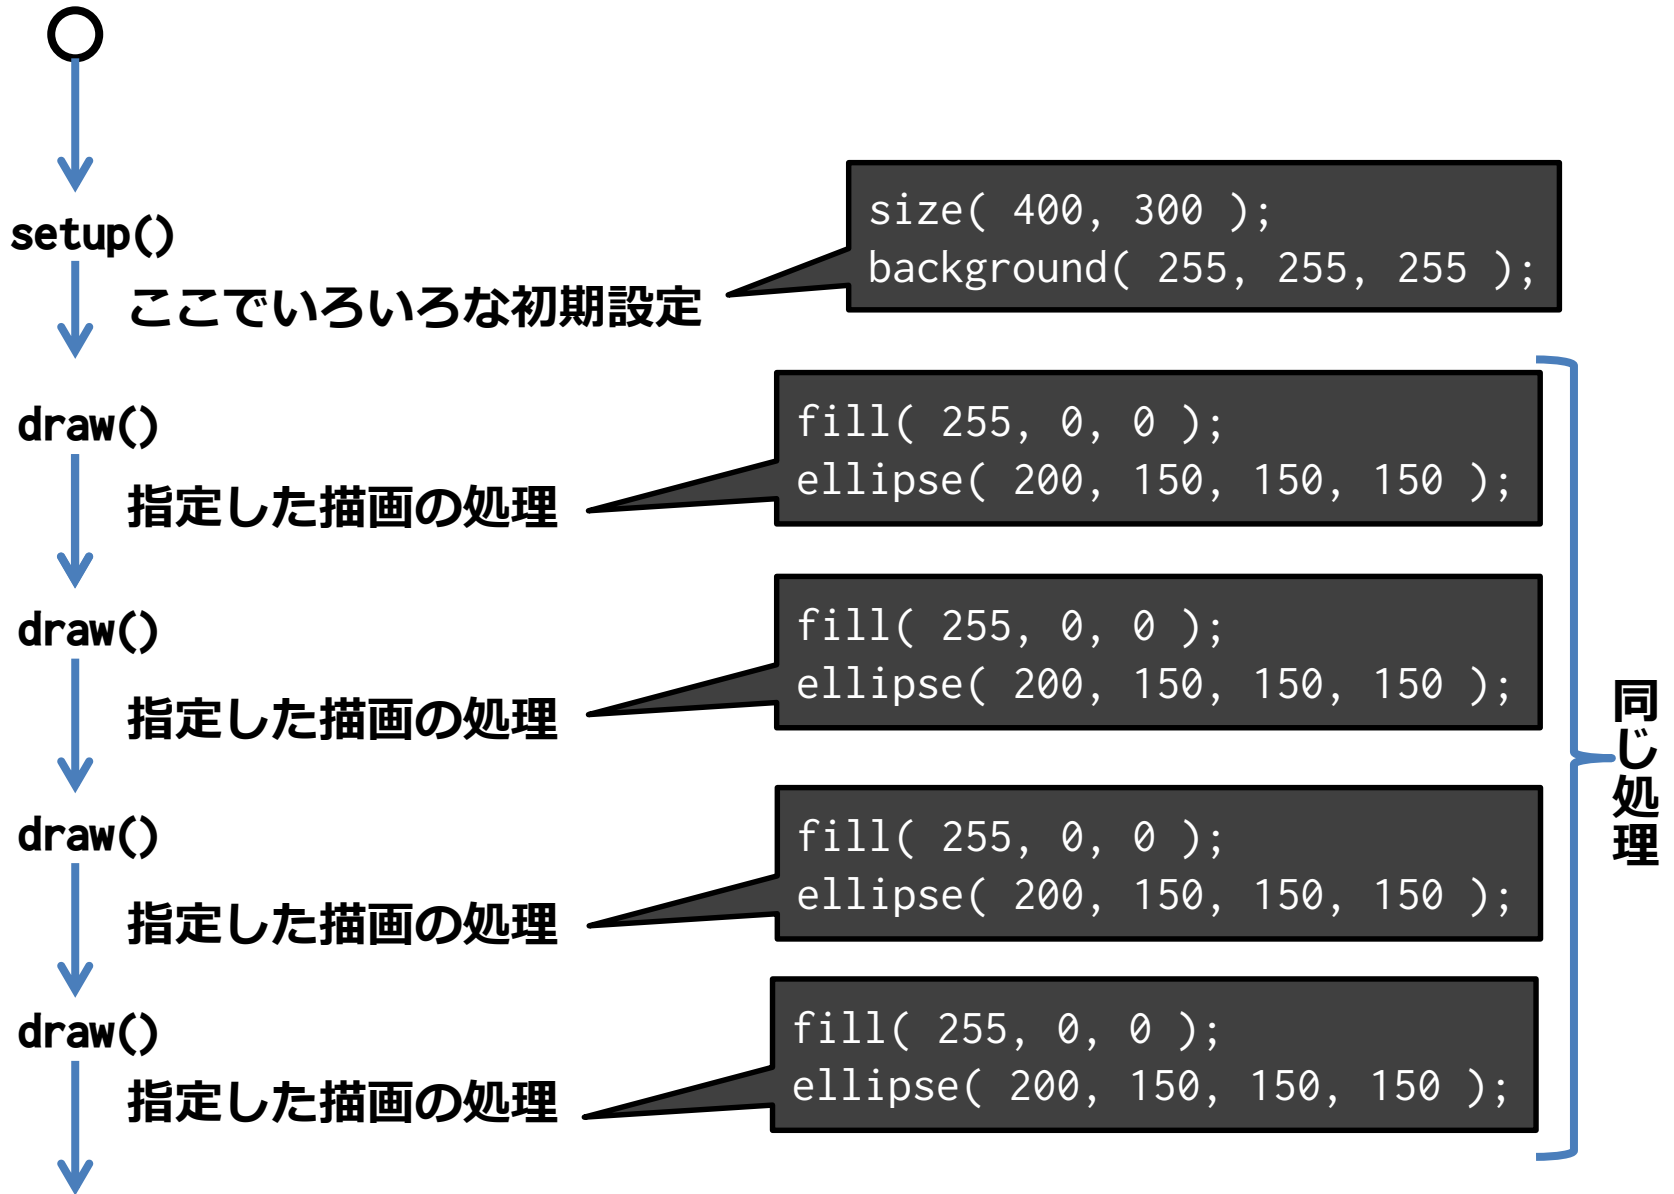 setup()
ここでいろいろな初期設定
size( 400, 300 );
background( 255, 255, 255 );
draw()
指定した描画の処理
fill( 255, 0, 0 );
ellipse( 200, 150, 150, 150 );
draw()
指定した描画の処理
fill( 255, 0, 0 );
ellipse( 200, 150, 150, 150 );
draw()
指定した描画の処理
fill( 255, 0, 0 );
ellipse( 200, 150, 150, 150 );
draw()
指定した描画の処理
fill( 255, 0, 0 );
ellipse( 200, 150, 150, 150 );
同じ処理